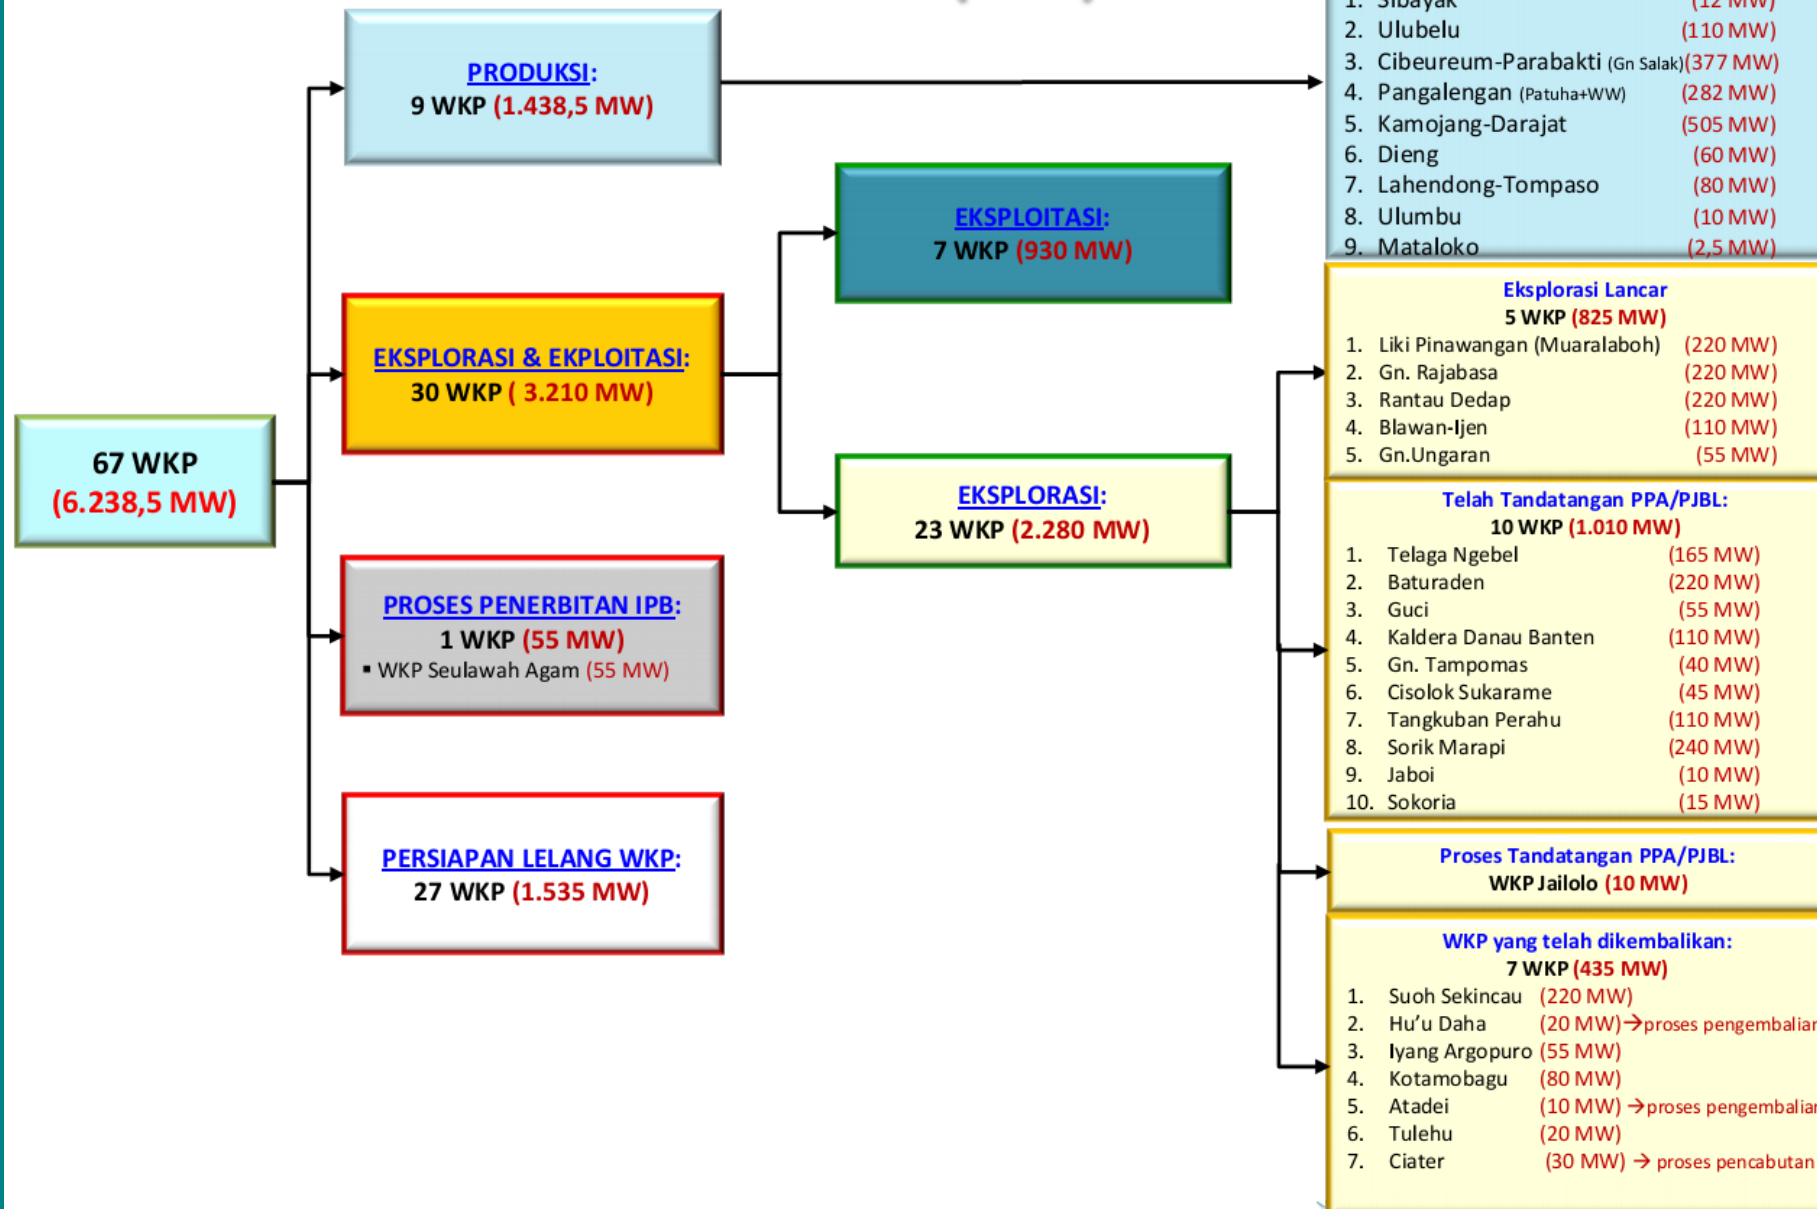 67 WKP
(6.238,5 MW)
PRODUKSI:
9 WKP (1.438,5 MW)
EKSPLORASI & EKPLOITASI:
30 WKP ( 3.210 MW)
PROSES PENERBITAN IPB:
1 WKP (55 MW)
▪ WKP Seulawah Agam (55 MW)
PERSIAPAN LELANG WKP:
27 WKP (1.535 MW)
EKSPLOITASI:
7 WKP (930 MW)
EKSPLORASI:
23 WKP (2.280 MW)
1. Sibayak (12 MW)
2. Ulubelu (110 MW)
3. Cibeureum-Parabakti (Gn Salak)(377 MW)
4. Pangalengan (Patuha+WW) (282 MW)
5. Kamojang-Darajat (505 MW)
6. Dieng (60 MW)
7. Lahendong-Tompaso (80 MW)
8. Ulumbu (10 MW)
9. Mataloko (2,5 MW)
Eksplorasi Lancar
5 WKP (825 MW)
1. Liki Pinawangan (Muaralaboh) (220 MW)
2. Gn. Rajabasa (220 MW)
3. Rantau Dedap (220 MW)
4. Blawan-Ijen (110 MW)
5. Gn.Ungaran (55 MW)
Telah Tandatangan PPA/PJBL:
10 WKP (1.010 MW)
1. Telaga Ngebel (165 MW)
2. Baturaden (220 MW)
3. Guci (55 MW)
4. Kaldera Danau Banten (110 MW)
5. Gn. Tampomas (40 MW)
6. Cisolok Sukarame (45 MW)
7. Tangkuban Perahu (110 MW)
8. Sorik Marapi (240 MW)
9. Jaboi (10 MW)
10. Sokoria (15 MW)
Proses Tandatangan PPA/PJBL:
WKP Jailolo (10 MW)
WKP yang telah dikembalikan:
7 WKP (435 MW)
1. Suoh Sekincau (220 MW)
2. Hu’u Daha (20 MW)→proses pengembalian
3. Iyang Argopuro (55 MW)
4. Kotamobagu (80 MW)
5. Atadei (10 MW) →proses pengembalian
6. Tulehu (20 MW)
7. Ciater (30 MW) → proses pencabutan